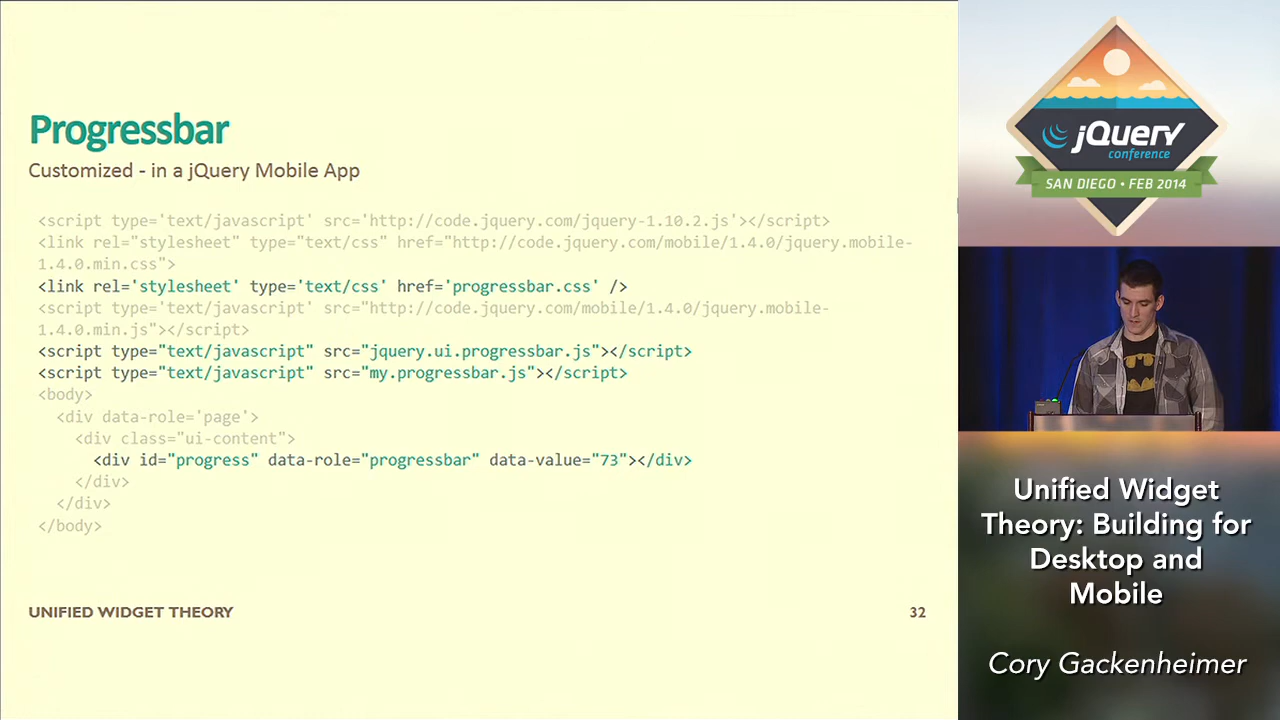 Progressbar
Customized - in a jQuery Mobile App
<script type='text/javascript' src='http://code.jquery.com/jquery-1.10.2.js'></script>
<link rel="stylesheet" type="text/css" href="http://code.jquery.com/mobile/1.4.0/jquery.mobile-
1.4.0.min.css">
<link rel='stylesheet' type='text/css' href='progressbar.css' />
<script type="text/javascript" src="http://code.jquery.com/mobile/1.4.0/jquery.mobile-
1.4.0.min.js"></script>
<script type="text/javascript" src="jquery.ui.progressbar.js"></script>
<script type="text/javascript" src="my.progressbar.js"></script>
<body>
<div data-role='page'>
<div class="ui-content">
<div id="progress" data-role="progressbar" data-value="73"></div>
</div>
</div>
</body>
UNIFIED WIDGET THEORY
32
jQuery
conference
SAN DIEGO • FEB 2014
Unified Widget
Theory: Building for
Desktop and
Mobile
Cory Gackenheimer